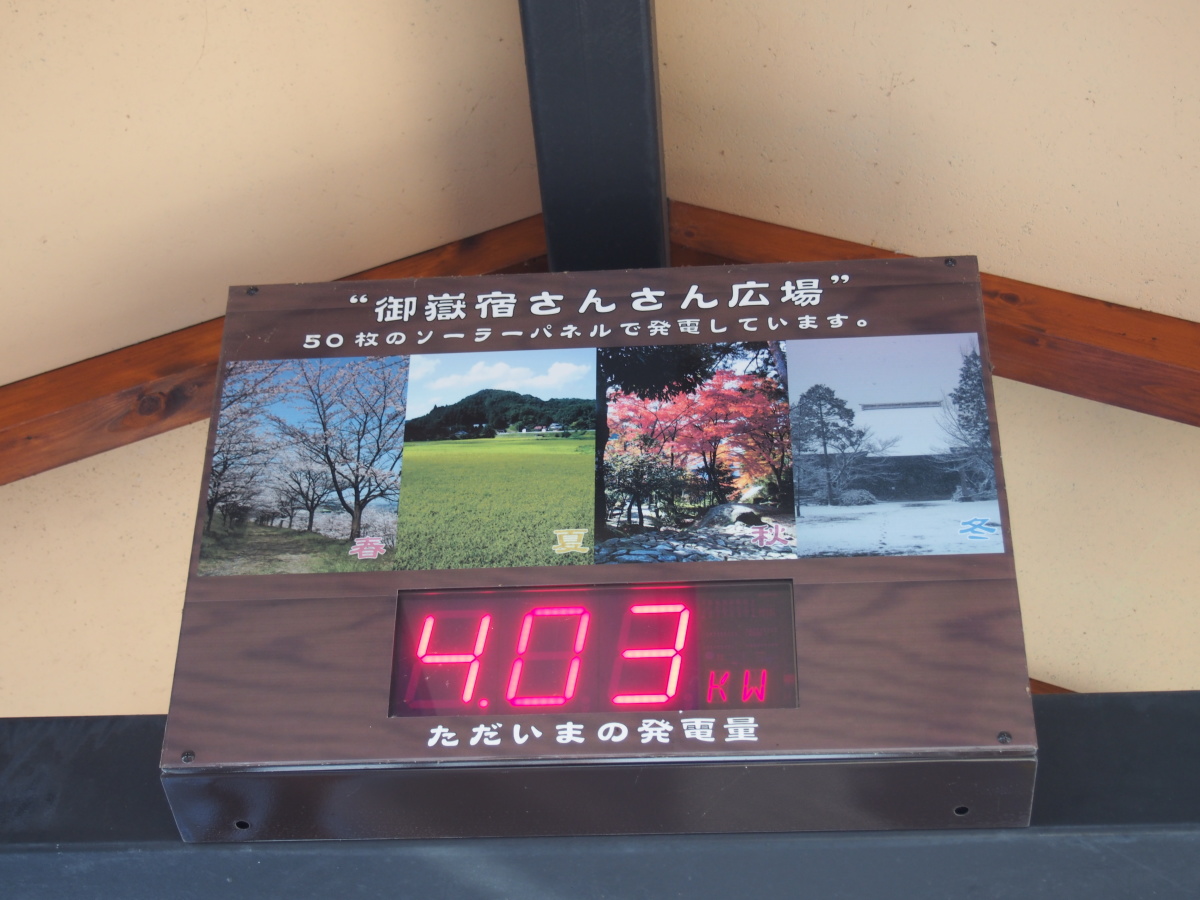 “御嶽宿さんさん広場”
50枚のソーラーパネルで発電しています。
春
夏
秋
冬
4.03 KW
ただいまの発電量